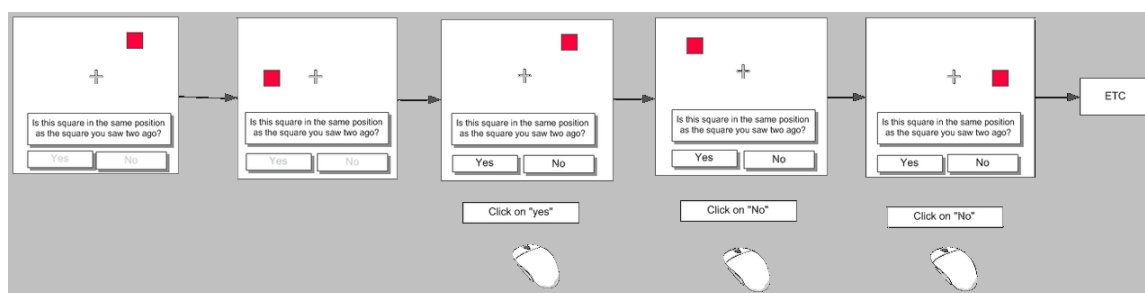 Is this square in the same position
as the square you saw two ago?
Yes
No
Is this square in the same position
as the square you saw two ago?
Yes
No
Is this square in the same position
as the square you saw two ago?
Yes
No
Click on "yes"
Is this square in the same position
as the square you saw two ago?
Yes
No
Click on "No"
Is this square in the same position
as the square you saw two ago?
Yes
No
Click on "No"
ETC